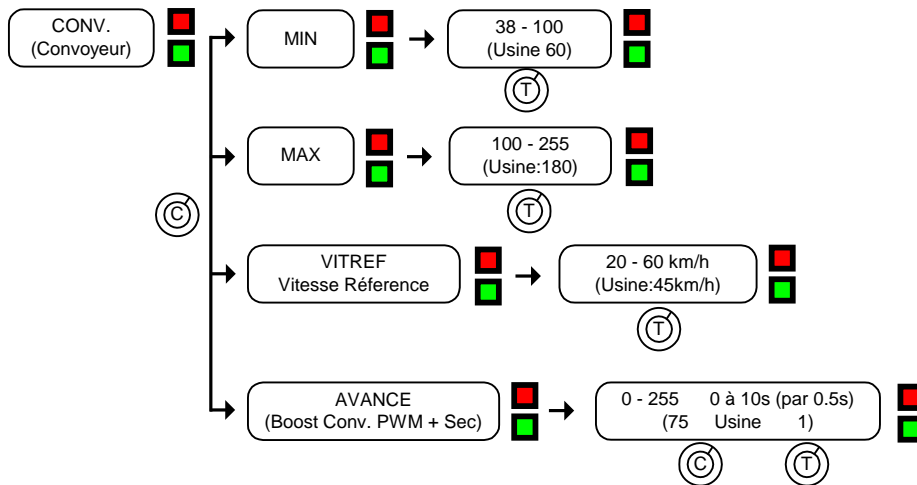 CONV.
(Convoyeur)
MIN
38 - 100
(Usine 60)
T
MAX
100 - 255
(Usine:180)
T
C
VITREF
Vitesse Réference
20 - 60 km/h
(Usine:45km/h)
T
AVANCE
(Boost Conv. PWM + Sec)
0 - 255 0 à 10s (par 0.5s)
(75 Usine 1)
C T